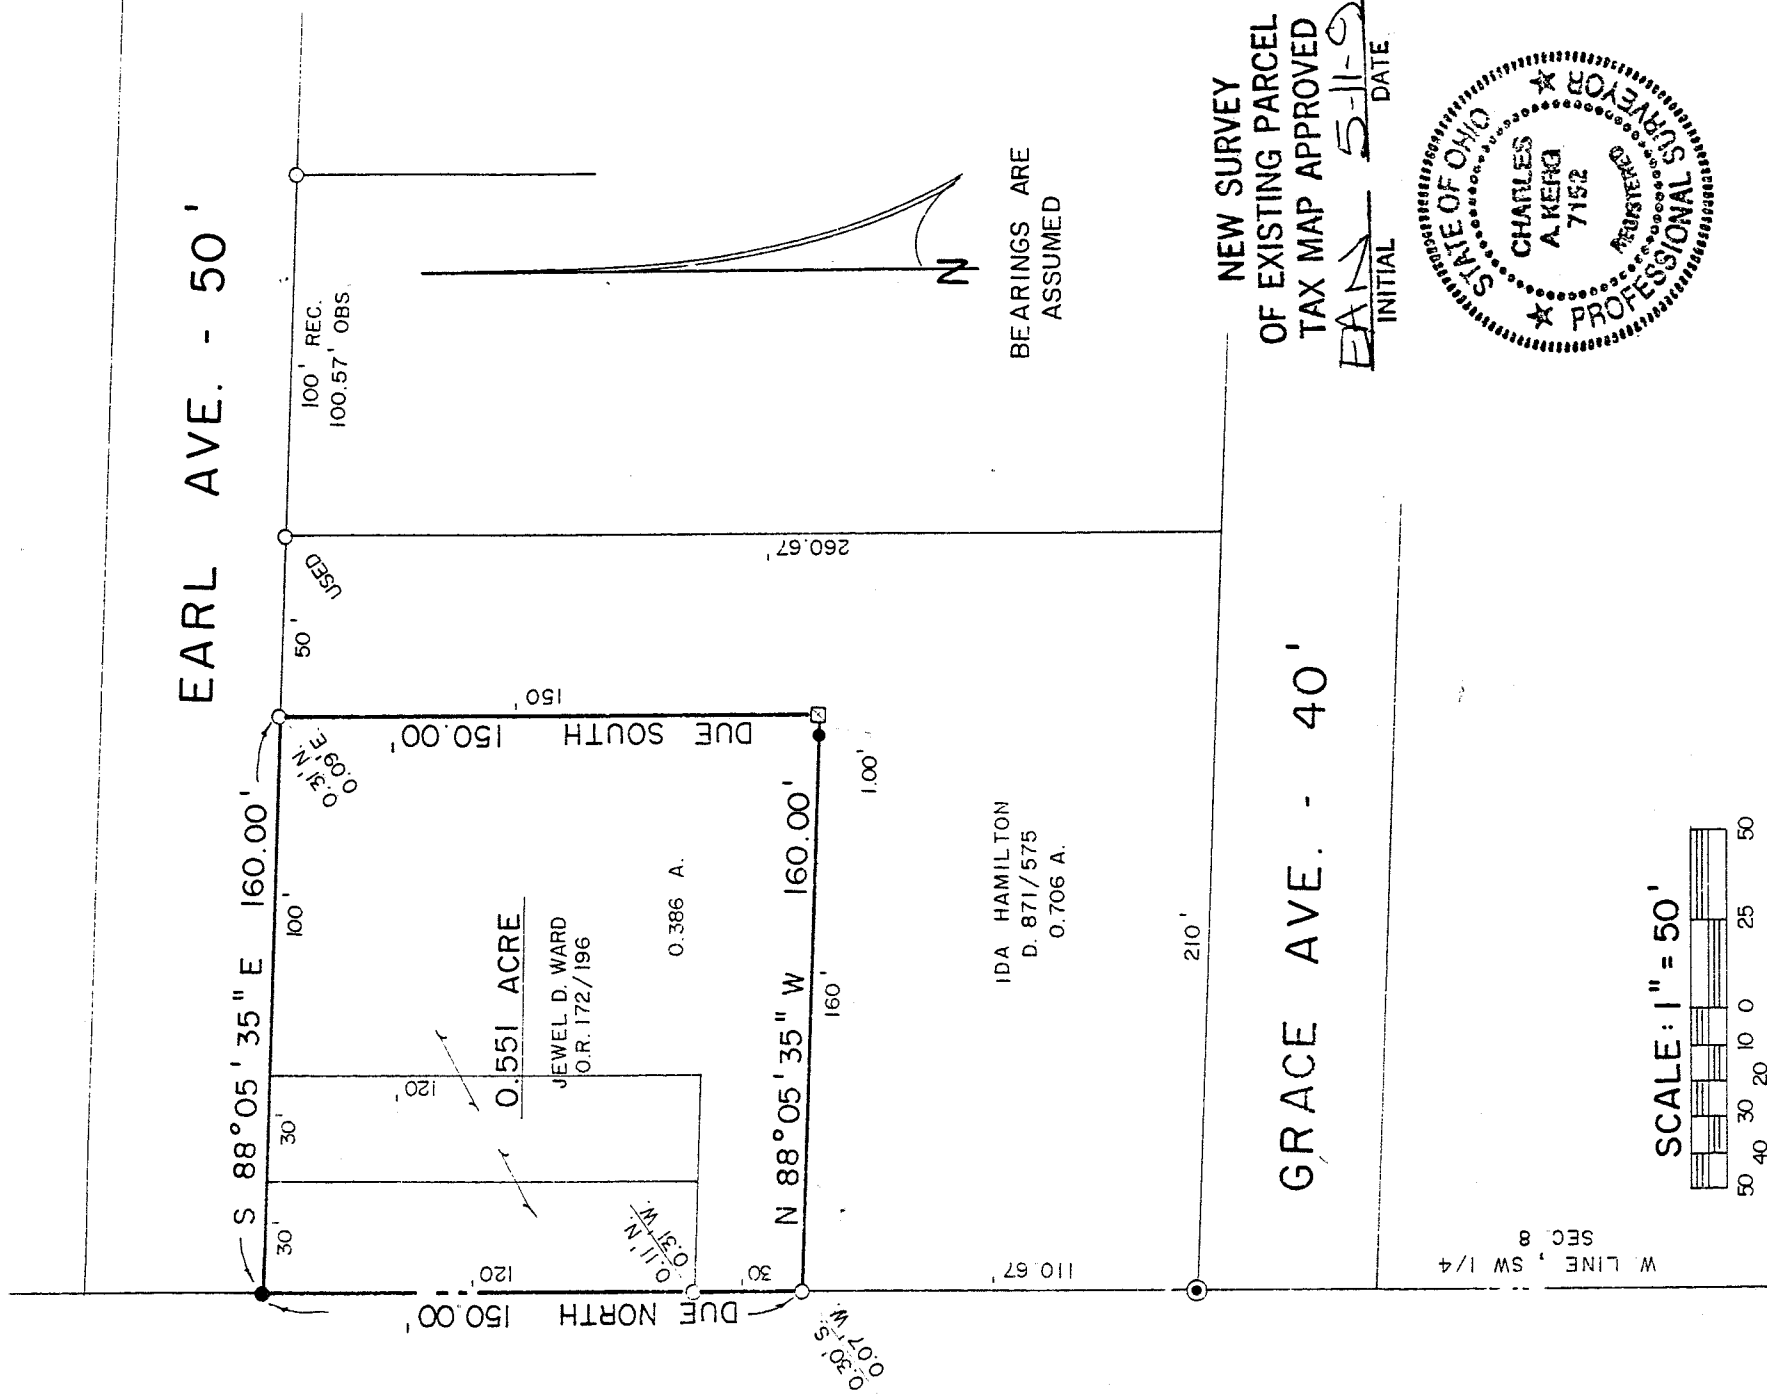 EARL AVE. - 50'
100' REC.
100.57' OBS.
USED
50'
260.67'
S 88°05'35" E 160.00'
0.31' N.
0.09' E.
100'
30'
30'
150'
DUE SOUTH 150.00'
120'
0.551 ACRE
JEWEL D. WARD
O.R. 172/196
0.386 A.
N 88°05'35" W 160.00'
160'
1.00'
120'
30'
DUE NORTH 150.00'
0.11' N.
0.31' W.
0.30' S.
0.07' W.
110.67'
IDA HAMILTON
D. 871/575
0.706 A.
210'
GRACE AVE. - 40'
N
BEARINGS ARE
ASSUMED
NEW SURVEY
OF EXISTING PARCEL
TAX MAP APPROVED
5-11-0
INITIAL DATE
STATE OF OHIO
CHARLES
A KERG
7152
REGISTERED
PROFESSIONAL SURVEYOR
W. LINE, SW 1/4
SEC. 8
SCALE: 1" = 50'
50 40 30 20 10 0 25 50